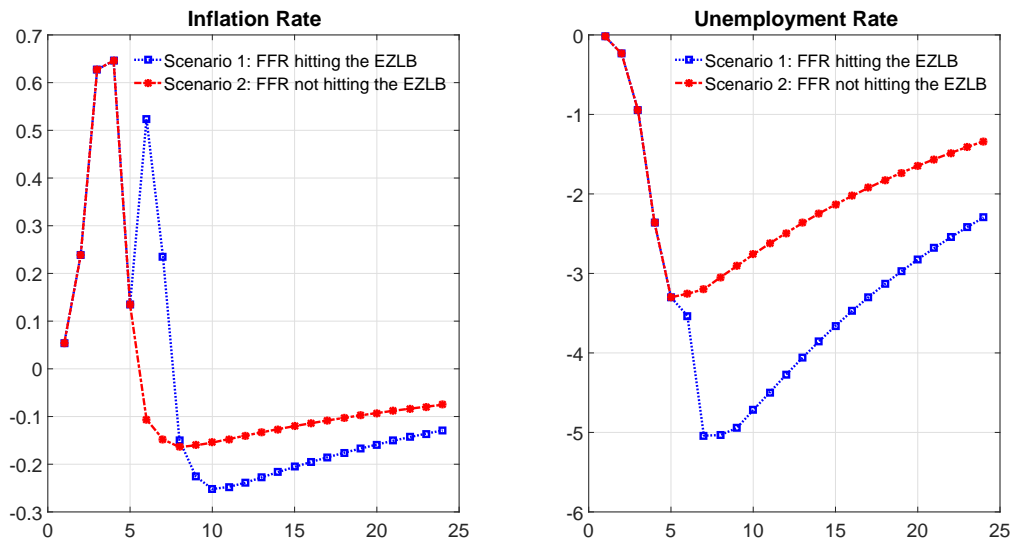 Inflation Rate
0.7
0.6
0.5
0.4
0.3
0.2
0.1
0
-0.1
-0.2
-0.3
Scenario 1: FFR hitting the EZLB
Scenario 2: FFR not hitting the EZLB
0 5 10 15 20 25
Unemployment Rate
0
-1
-2
-3
-4
-5
-6
Scenario 1: FFR hitting the EZLB
Scenario 2: FFR not hitting the EZLB
0 5 10 15 20 25